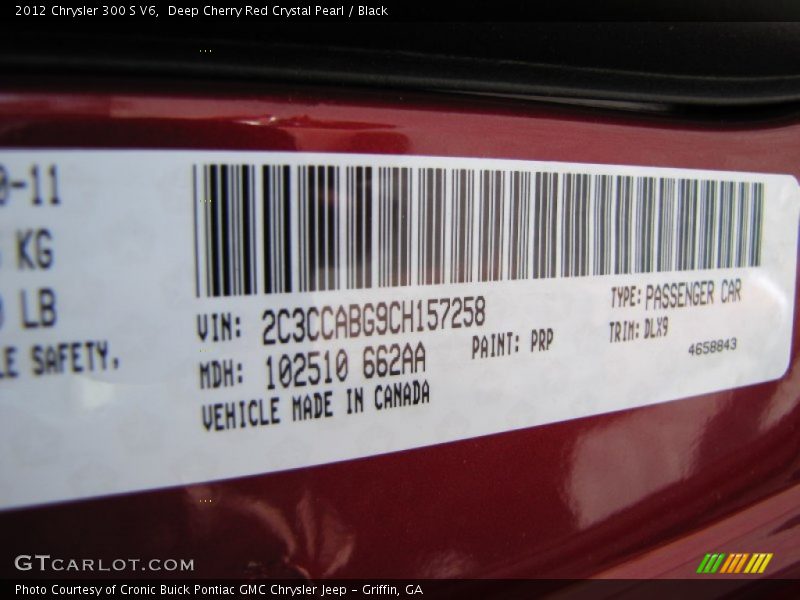 2012 Chrysler 300 S V6,  Deep Cherry Red Crystal Pearl / Black
-11
KG
LB
LE SAFETY.
VIN: 2C3CCABG9CH157258
TYPE: PASSENGER CAR
MDH: 102510 662AA
PAINT: PRP
TRIM: DLX9
VEHICLE MADE IN CANADA
4658843
GTCARLOT.COM
Photo Courtesy of Cronic Buick Pontiac GMC Chrysler Jeep - Griffin, GA